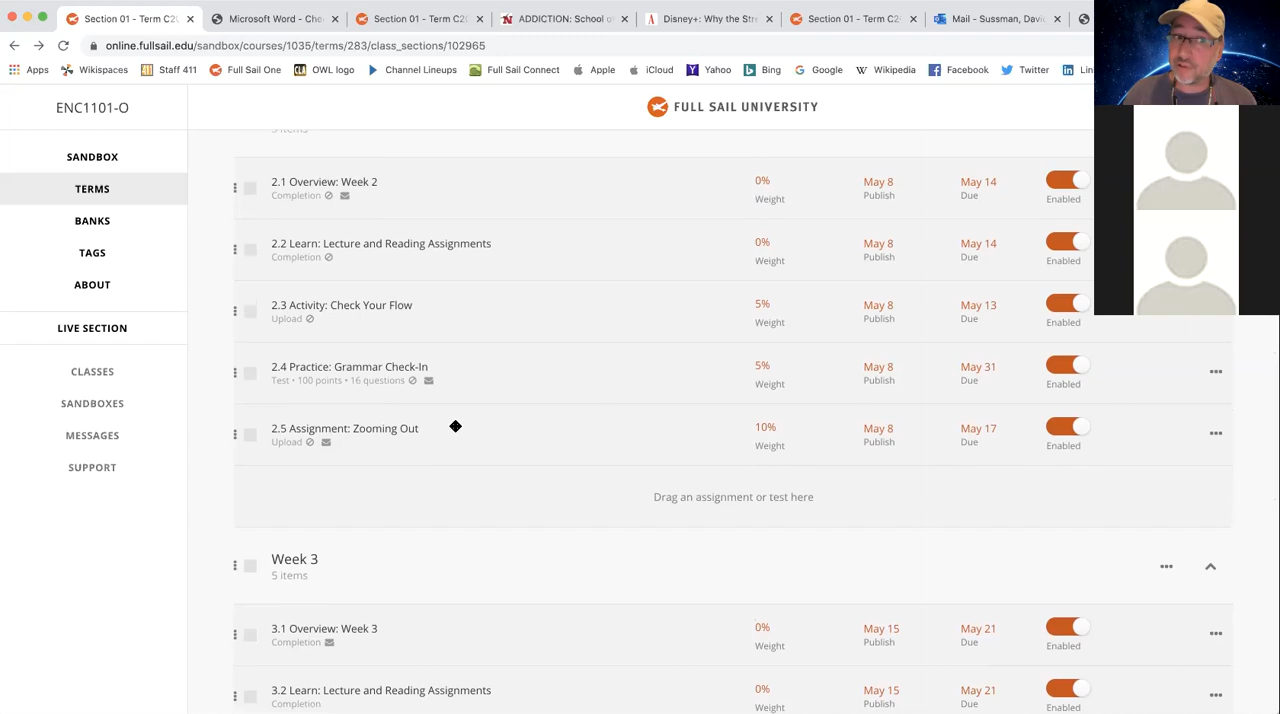 Section 01 - Term C20
Microsoft Word - Che
Section 01 - Term C2
ADDICTION: School of
Disney+: Why the Stre
Section 01 - Term C2
Mail - Sussman, David
online.fullsail.edu/sandbox/courses/1035/terms/283/class_sections/102965
Apps
Wikispaces
Staff 411
Full Sail One
OWL logo
Channel Lineups
Full Sail Connect
Apple
iCloud
Yahoo
Bing
Google
Wikipedia
Facebook
Twitter
Lin
ENC1101-O
FULL SAIL UNIVERSITY
SANDBOX
TERMS
BANKS
TAGS
ABOUT
LIVE SECTION
CLASSES
SANDBOXES
MESSAGES
SUPPORT
5 items
2.1 Overview: Week 2
Completion
0%
Weight
May 8
Publish
May 14
Due
Enabled
2.2 Learn: Lecture and Reading Assignments
Completion
0%
Weight
May 8
Publish
May 14
Due
Enabled
2.3 Activity: Check Your Flow
Upload
5%
Weight
May 8
Publish
May 13
Due
Enabled
2.4 Practice: Grammar Check-In
Test • 100 points • 16 questions
5%
Weight
May 8
Publish
May 31
Due
Enabled
2.5 Assignment: Zooming Out
Upload
10%
Weight
May 8
Publish
May 17
Due
Enabled
Drag an assignment or test here
Week 3
5 items
3.1 Overview: Week 3
Completion
0%
Weight
May 15
Publish
May 21
Due
Enabled
3.2 Learn: Lecture and Reading Assignments
Completion
0%
Weight
May 15
Publish
May 21
Due
Enabled